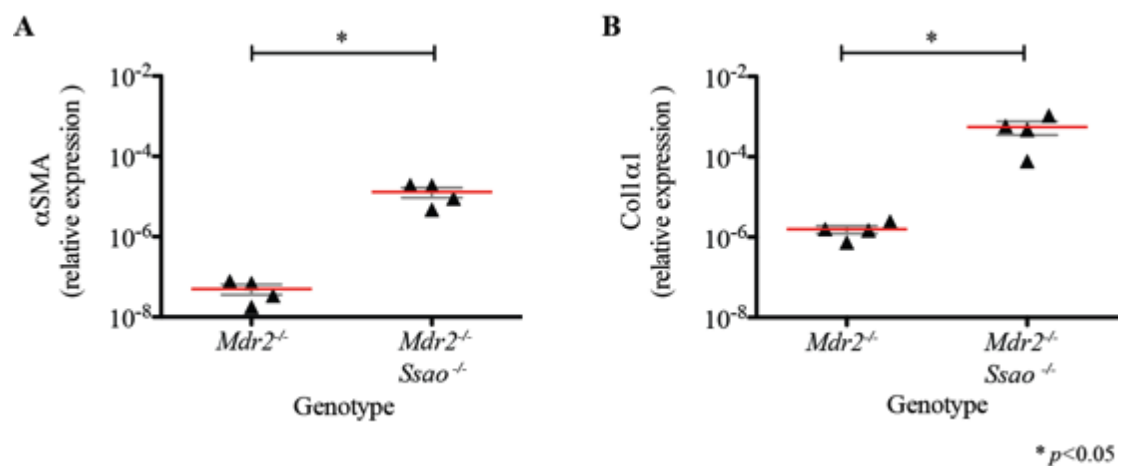 A
*
αSMA
(relative expression )
10⁻²
10⁻⁴
10⁻⁶
10⁻⁸
Mdr2⁻/⁻
Mdr2⁻/⁻
Ssao ⁻/⁻
Genotype
B
*
Col1α1
(relative expression )
10⁻²
10⁻⁴
10⁻⁶
10⁻⁸
Mdr2⁻/⁻
Mdr2⁻/⁻
Ssao ⁻/⁻
Genotype
* p<0.05